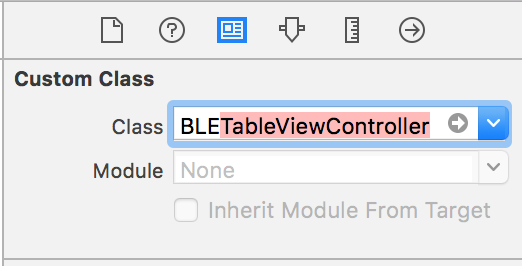 Custom Class
Class BLETableViewController
Module None
Inherit Module From Target